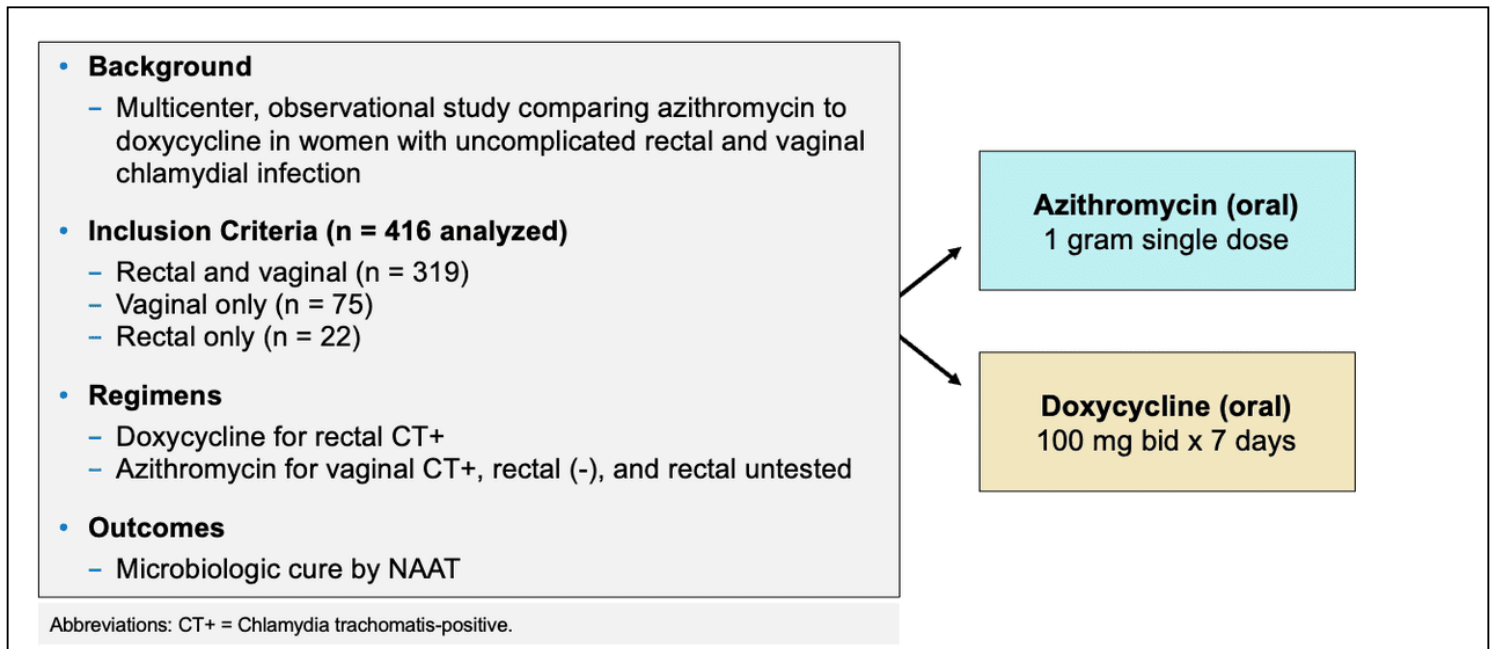 • Background
– Multicenter, observational study comparing azithromycin to
doxycycline in women with uncomplicated rectal and vaginal
chlamydial infection
• Inclusion Criteria (n = 416 analyzed)
– Rectal and vaginal (n = 319)
– Vaginal only (n = 75)
– Rectal only (n = 22)
• Regimens
– Doxycycline for rectal CT+
– Azithromycin for vaginal CT+, rectal (-), and rectal untested
• Outcomes
– Microbiologic cure by NAAT
Abbreviations: CT+ = Chlamydia trachomatis-positive.
Azithromycin (oral)
1 gram single dose
Doxycycline (oral)
100 mg bid x 7 days